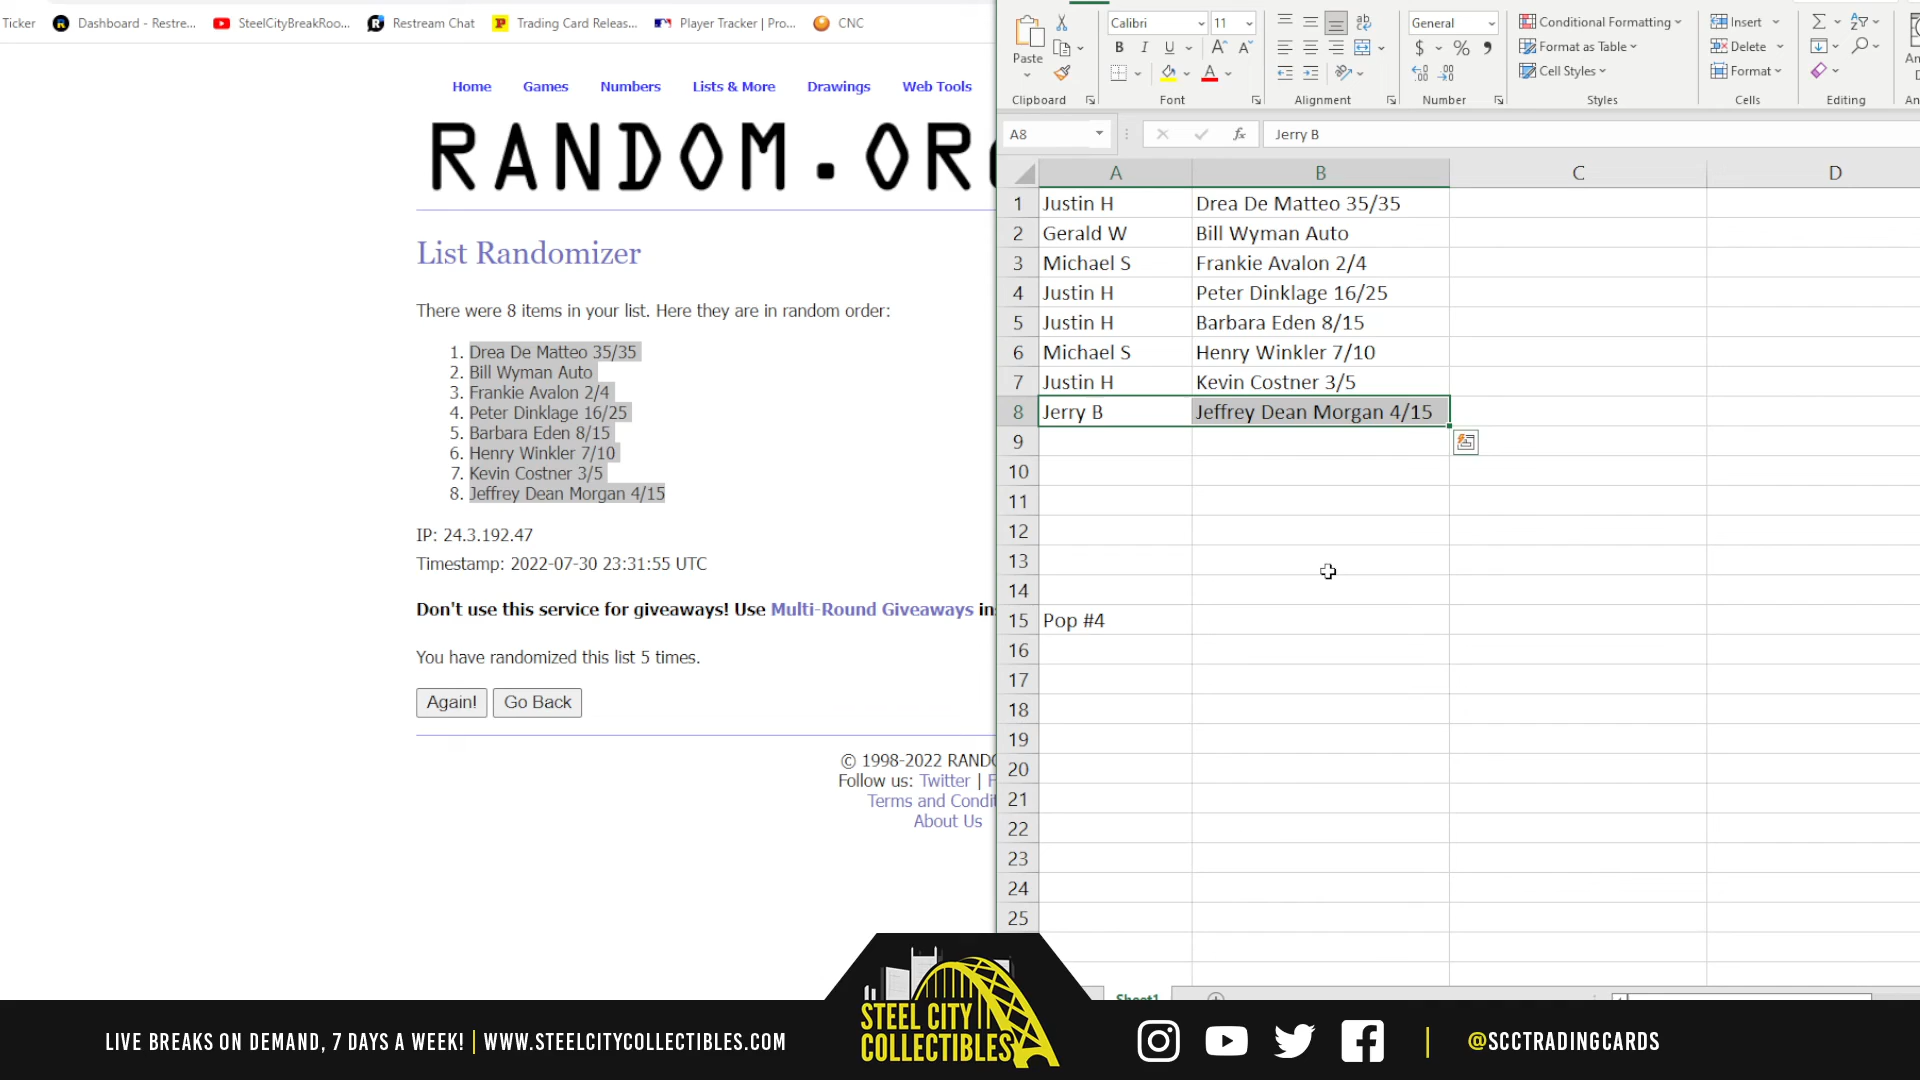 Ticker
Dashboard - Restre...
SteelCityBreakRoo...
Restream Chat
Trading Card Releas...
Player Tracker | Pro...
CNC
Home Games Numbers Lists & More Drawings Web Tools
RANDOM.OR
List Randomizer
There were 8 items in your list. Here they are in random order:
1. Drea De Matteo 35/35
2. Bill Wyman Auto
3. Frankie Avalon 2/4
4. Peter Dinklage 16/25
5. Barbara Eden 8/15
6. Henry Winkler 7/10
7. Kevin Costner 3/5
8. Jeffrey Dean Morgan 4/15
IP: 24.3.192.47
Timestamp: 2022-07-30 23:31:55 UTC
Don't use this service for giveaways! Use Multi-Round Giveaways in
You have randomized this list 5 times.
Again! Go Back
© 1998-2022 RAND
Follow us: Twitter |
Terms and Condit
About Us
Paste
Calibri 11
B I U
General
$ %
Conditional Formatting
Format as Table
Cell Styles
Insert
Delete
Format
Clipboard Font Alignment Number Styles Cells Editing
A8 fx Jerry B
A B C D
1 Justin H Drea De Matteo 35/35
2 Gerald W Bill Wyman Auto
3 Michael S Frankie Avalon 2/4
4 Justin H Peter Dinklage 16/25
5 Justin H Barbara Eden 8/15
6 Michael S Henry Winkler 7/10
7 Justin H Kevin Costner 3/5
8 Jerry B Jeffrey Dean Morgan 4/15
9
10
11
12
13
14
15 Pop #4
16
17
18
19
20
21
22
23
24
25
Sheet1
LIVE BREAKS ON DEMAND, 7 DAYS A WEEK! | WWW.STEELCITYCOLLECTIBLES.COM
STEEL CITY
COLLECTIBLES
@SCCTRADINGCARDS